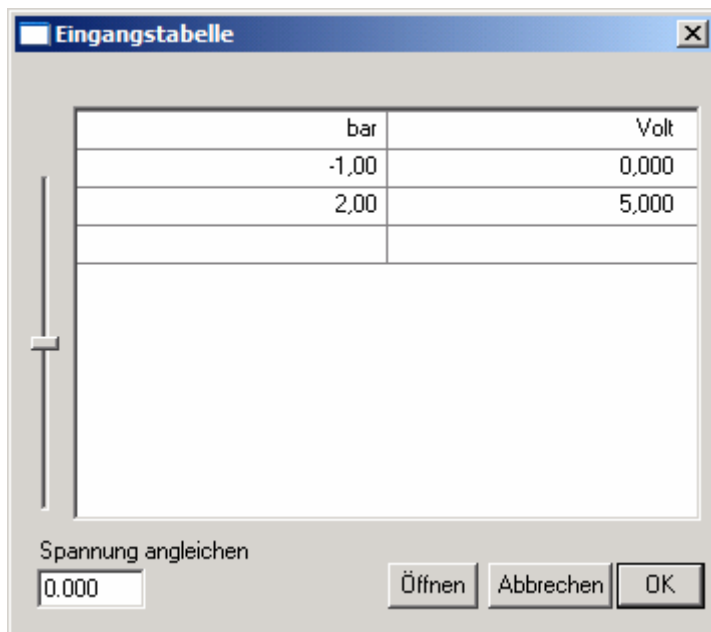 Eingangstabelle
bar Volt
-1,00 0,000
2,00 5,000
Spannung angleichen
0.000 Öffnen Abbrechen OK